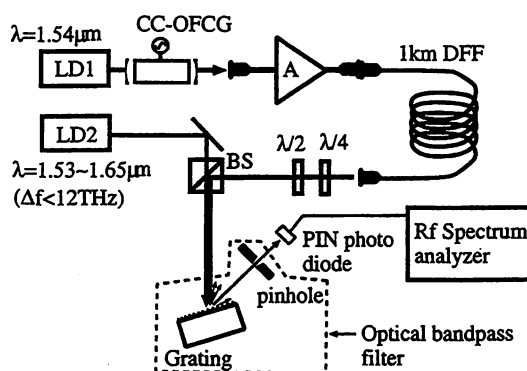 CC-OFCG
λ=1.54μm
LD1
A
1km DFF
LD2
λ=1.53~1.65μm
(Δf<12THz)
BS
λ/2
λ/4
PIN photo
diode
Rf Spectrum
analyzer
pinhole
Grating
Optical bandpass
filter